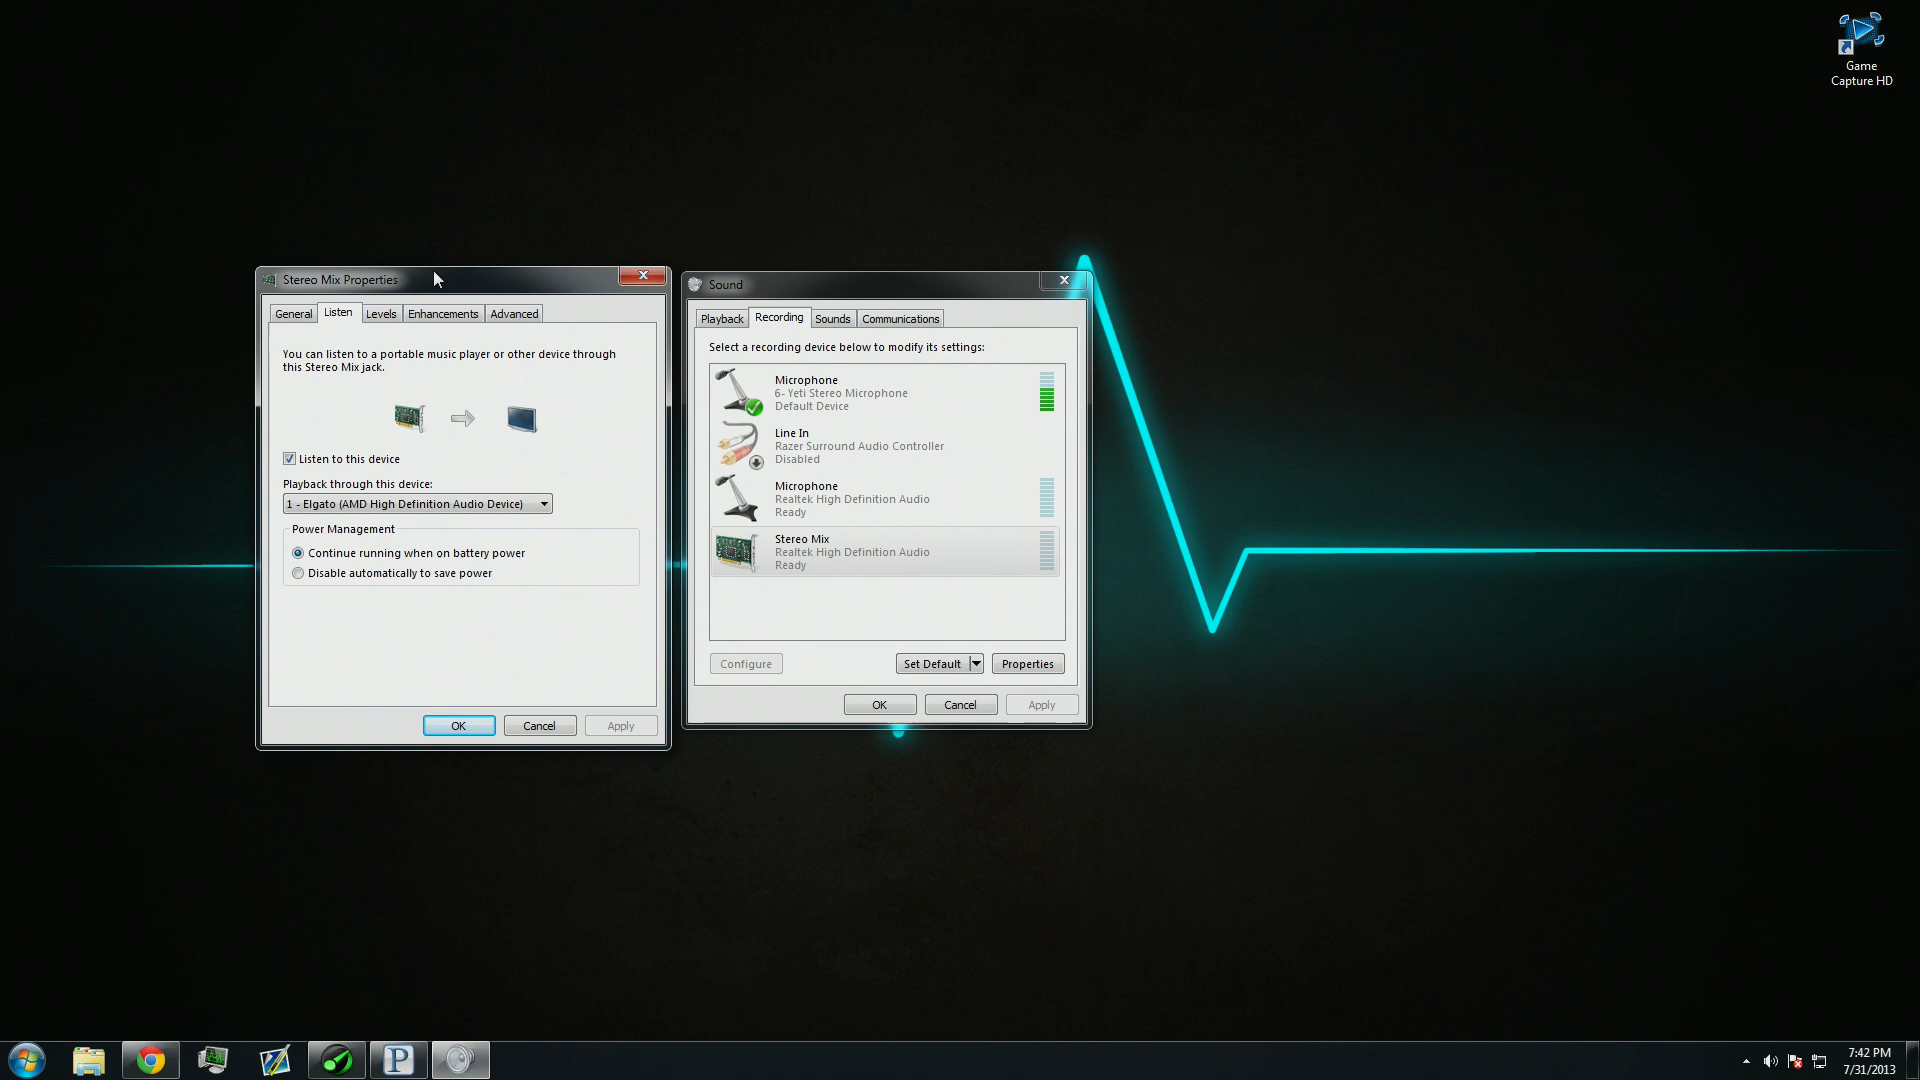 Game
Capture HD
Stereo Mix Properties
General
Listen
Levels
Enhancements
Advanced
You can listen to a portable music player or other device through
this Stereo Mix jack.
Listen to this device
Playback through this device:
1 - Elgato (AMD High Definition Audio Device)
Power Management
Continue running when on battery power
Disable automatically to save power
OK
Cancel
Apply
Sound
Playback
Recording
Sounds
Communications
Select a recording device below to modify its settings:
Microphone
6- Yeti Stereo Microphone
Default Device
Line In
Razer Surround Audio Controller
Disabled
Microphone
Realtek High Definition Audio
Ready
Stereo Mix
Realtek High Definition Audio
Ready
Configure
Set Default
Properties
OK
Cancel
Apply
P
7:42 PM
7/31/2013